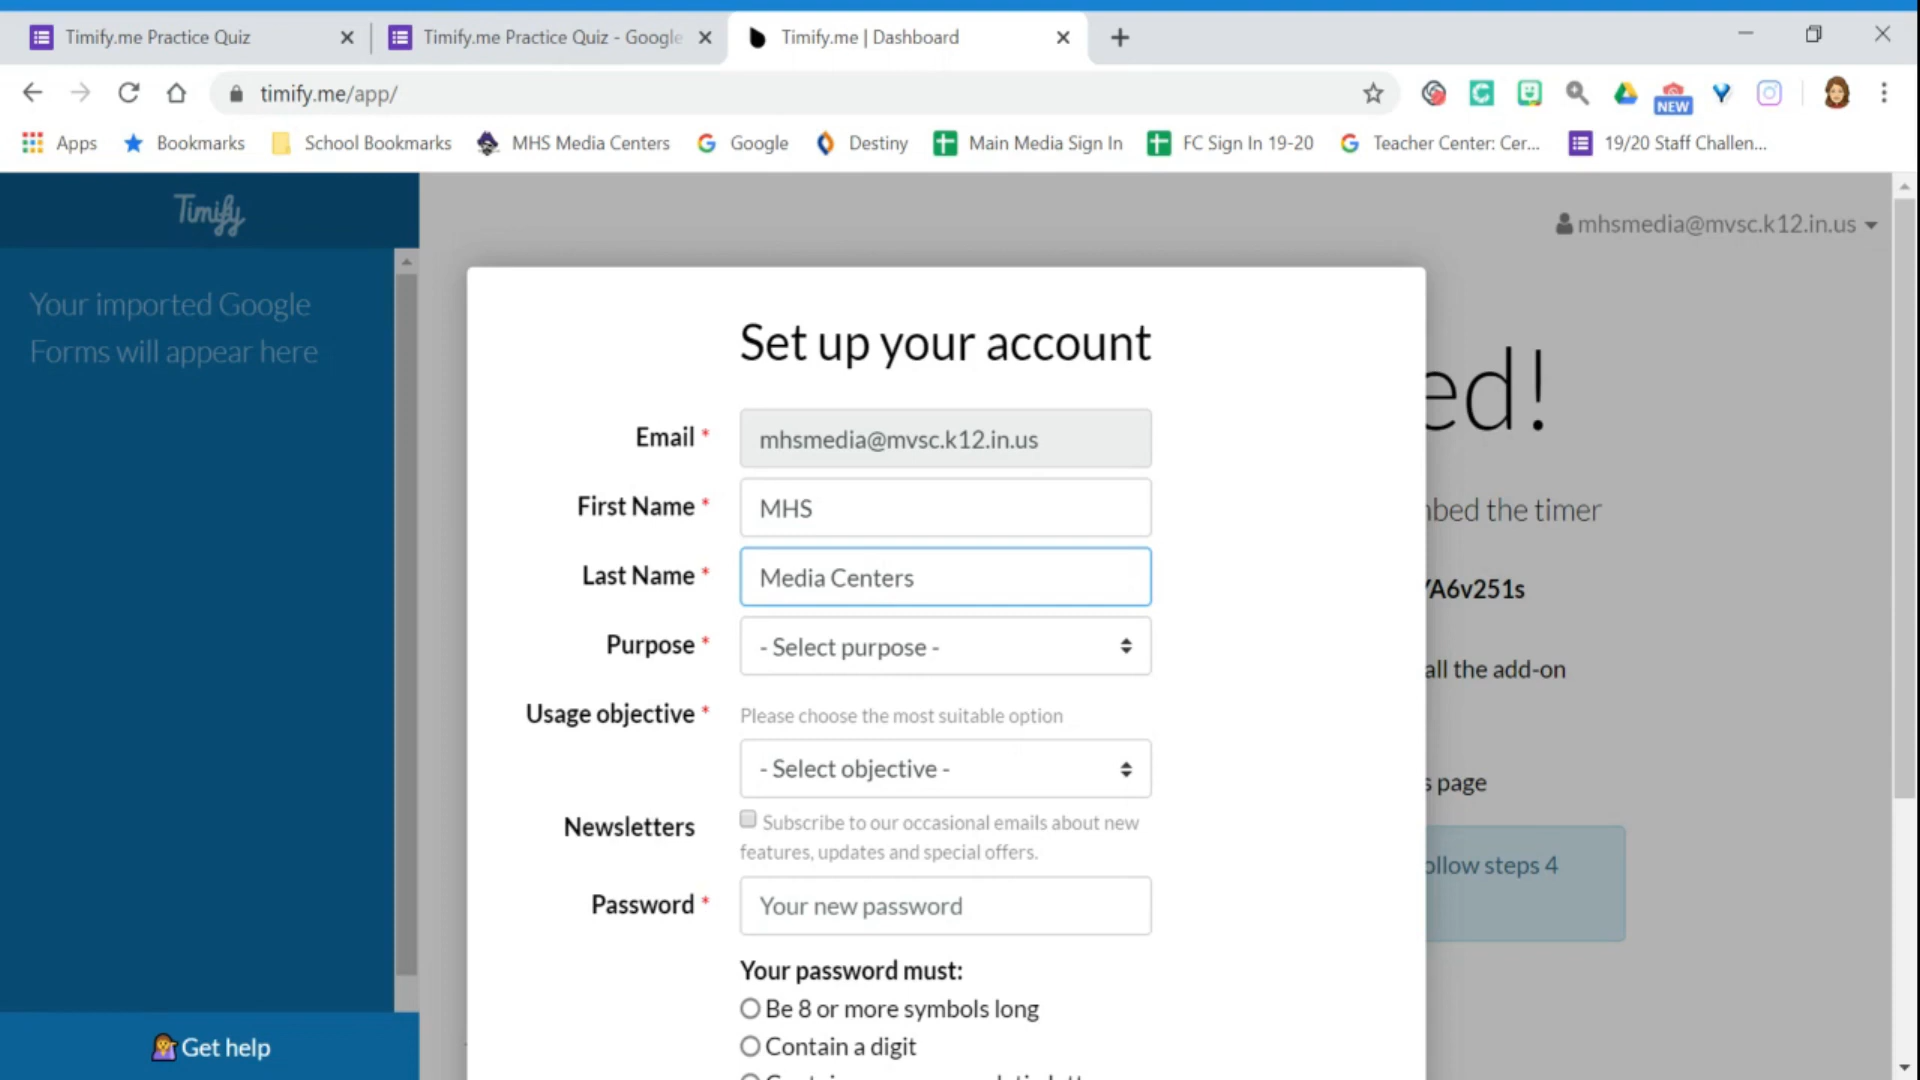 Timify.me Practice Quiz
Timify.me Practice Quiz - Google
Timify.me | Dashboard
timify.me/app/
NEW
Apps
Bookmarks
School Bookmarks
MHS Media Centers
Google
Destiny
Main Media Sign In
FC Sign In 19-20
Teacher Center: Cer...
19/20 Staff Challen...
Timify
mhsmedia@mvsc.k12.in.us
Your imported Google
Forms will appear here
Set up your account
ed!
Email *
mhsmedia@mvsc.k12.in.us
First Name *
MHS
bed the timer
Last Name *
Media Centers
A6v251s
Purpose *
- Select purpose -
all the add-on
Usage objective *
Please choose the most suitable option
- Select objective -
s page
Newsletters
Subscribe to our occasional emails about new
features, updates and special offers.
ollow steps 4
Password *
Your new password
Your password must:
Be 8 or more symbols long
Contain a digit
Get help